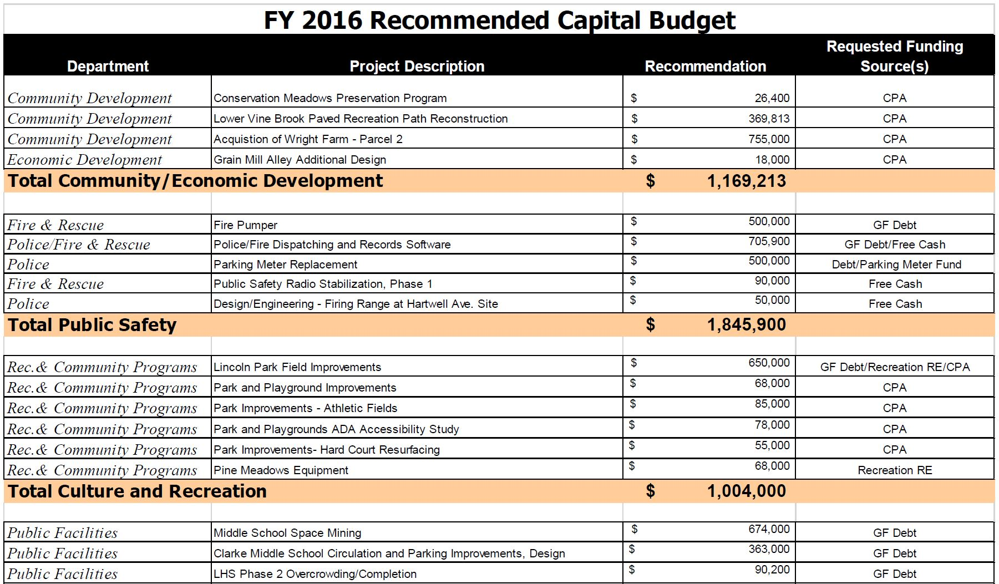 FY 2016 Recommended Capital Budget
Department Project Description Recommendation Requested Funding Source(s)
Community Development Conservation Meadows Preservation Program $ 26,400 CPA
Community Development Lower Vine Brook Paved Recreation Path Reconstruction $ 369,813 CPA
Community Development Acquistion of Wright Farm - Parcel 2 $ 755,000 CPA
Economic Development Grain Mill Alley Additional Design $ 18,000 CPA
Total Community/Economic Development $ 1,169,213
Fire & Rescue Fire Pumper $ 500,000 GF Debt
Police/Fire & Rescue Police/Fire Dispatching and Records Software $ 705,900 GF Debt/Free Cash
Police Parking Meter Replacement $ 500,000 Debt/Parking Meter Fund
Fire & Rescue Public Safety Radio Stabilization, Phase 1 $ 90,000 Free Cash
Police Design/Engineering - Firing Range at Hartwell Ave. Site $ 50,000 Free Cash
Total Public Safety $ 1,845,900
Rec.& Community Programs Lincoln Park Field Improvements $ 650,000 GF Debt/Recreation RE/CPA
Rec.& Community Programs Park and Playground Improvements $ 68,000 CPA
Rec.& Community Programs Park Improvements - Athletic Fields $ 85,000 CPA
Rec.& Community Programs Park and Playgrounds ADA Accessibility Study $ 78,000 CPA
Rec.& Community Programs Park Improvements- Hard Court Resurfacing $ 55,000 CPA
Rec.& Community Programs Pine Meadows Equipment $ 68,000 Recreation RE
Total Culture and Recreation $ 1,004,000
Public Facilities Middle School Space Mining $ 674,000 GF Debt
Public Facilities Clarke Middle School Circulation and Parking Improvements, Design $ 363,000 GF Debt
Public Facilities LHS Phase 2 Overcrowding/Completion $ 90,200 GF Debt